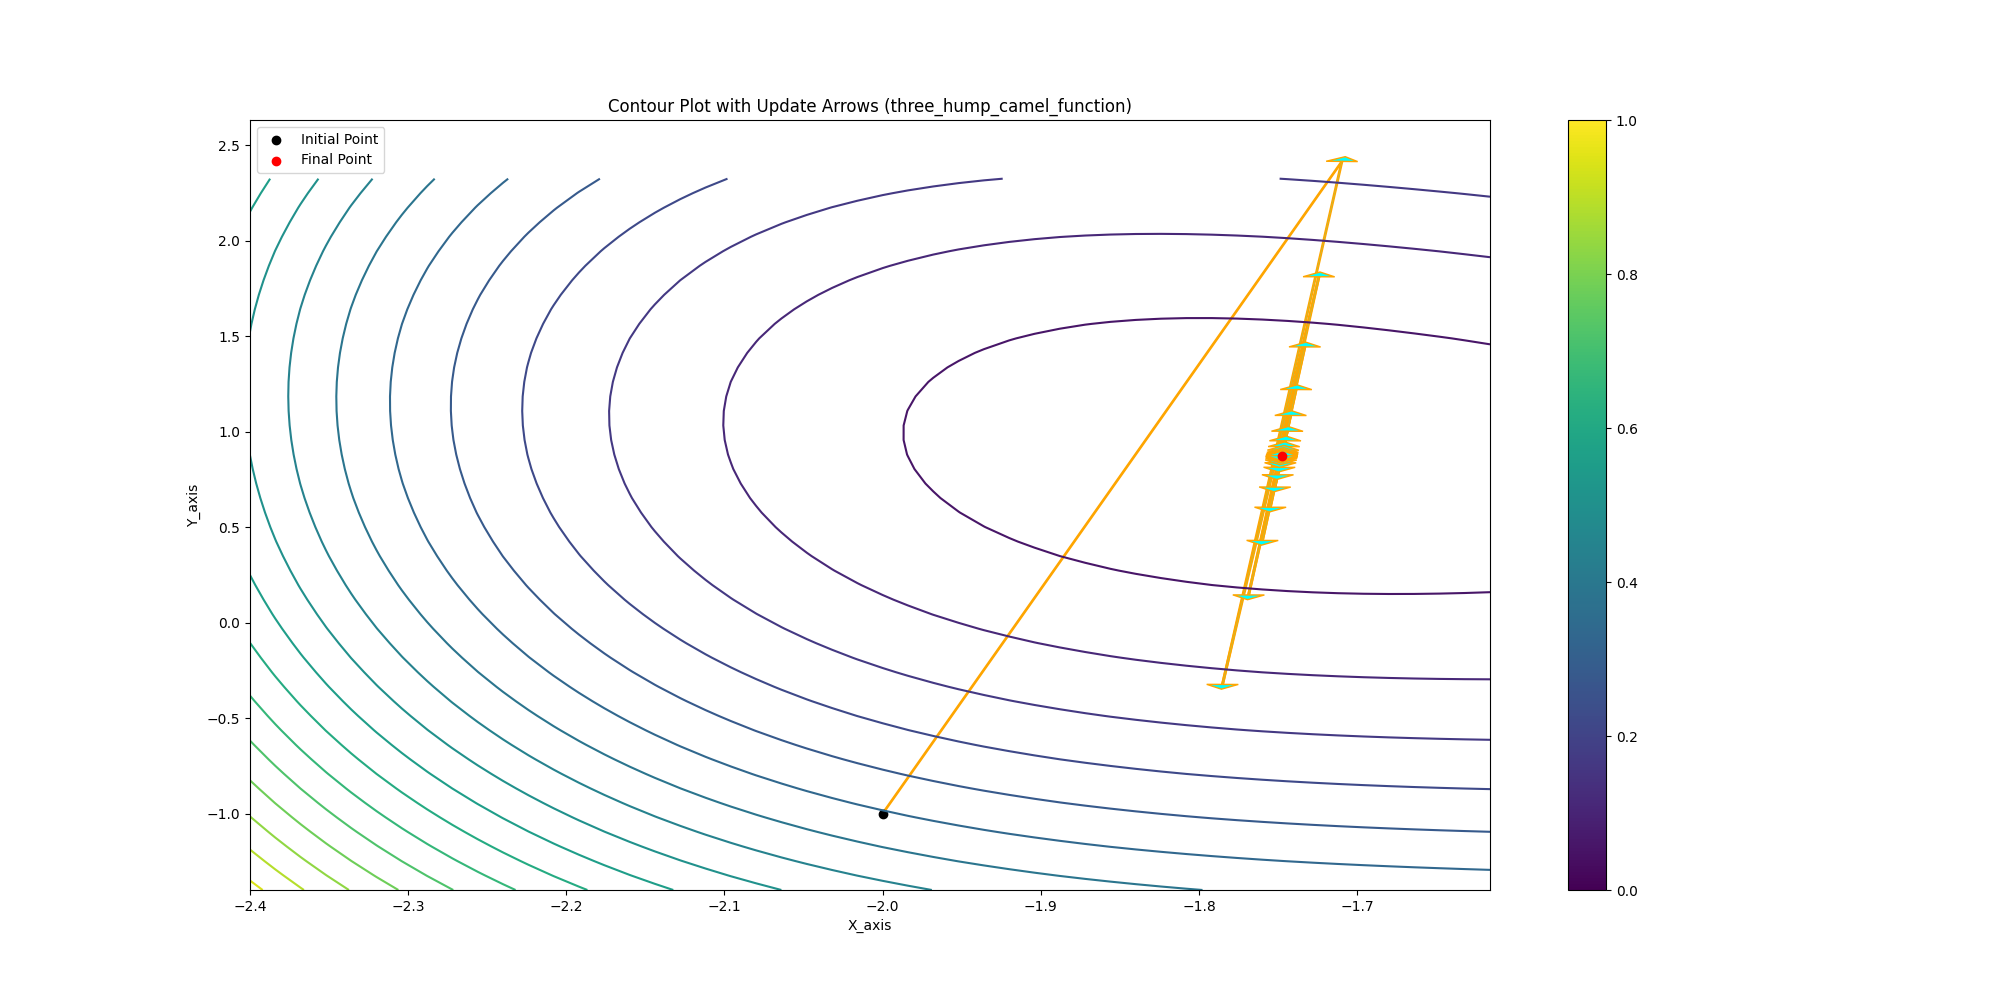 Contour Plot with Update Arrows (three_hump_camel_function)
Initial Point
Final Point
2.5
2.0
1.5
1.0
0.5
0.0
−0.5
−1.0
Y_axis
−2.4 −2.3 −2.2 −2.1 −2.0 −1.9 −1.8 −1.7
X_axis
1.0
0.8
0.6
0.4
0.2
0.0